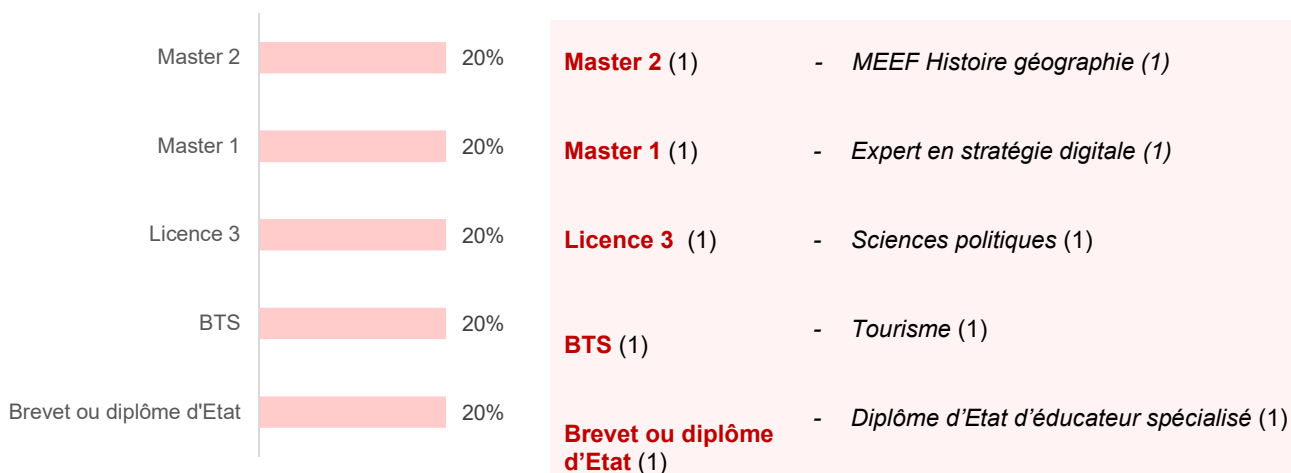 Master 2 20% Master 2 (1) - MEEF Histoire géographie (1)
Master 1 20% Master 1 (1) - Expert en stratégie digitale (1)
Licence 3 20% Licence 3 (1) - Sciences politiques (1)
BTS 20% BTS (1) - Tourisme (1)
Brevet ou diplôme d'Etat 20% Brevet ou diplôme - Diplôme d’Etat d’éducateur spécialisé (1)
d’Etat (1)